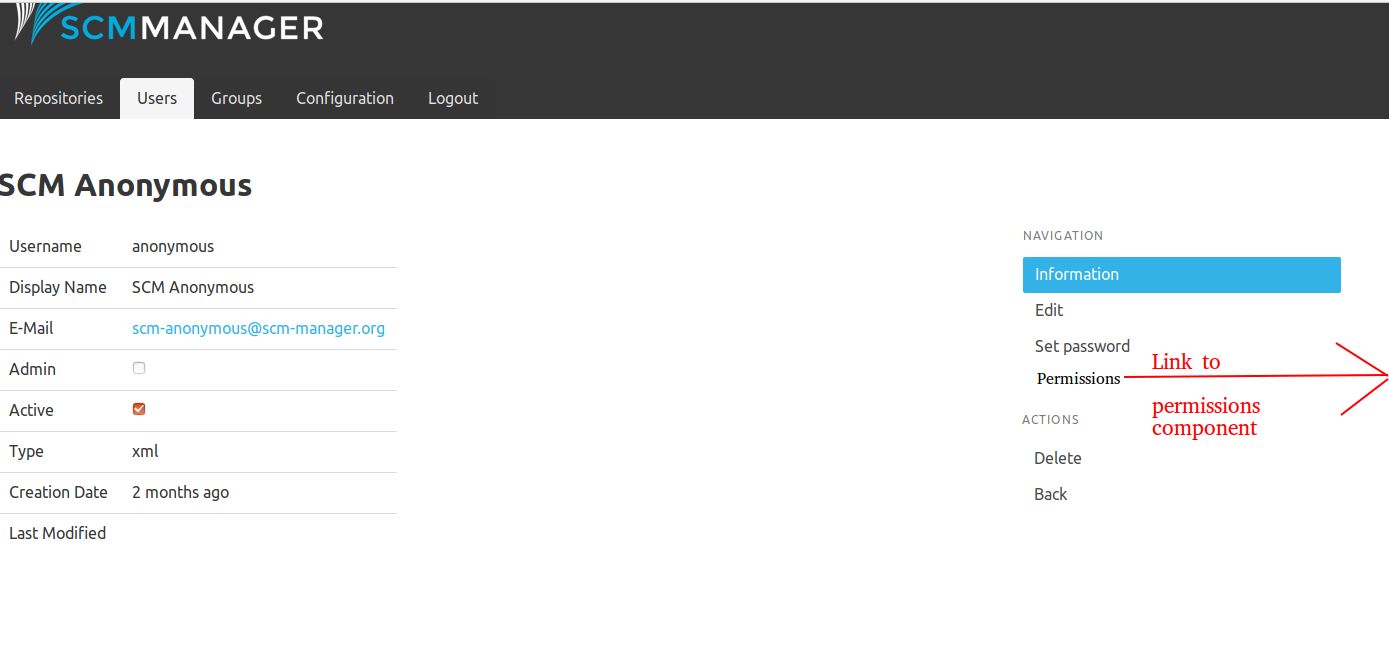 SCMMANAGER
Repositories Users Groups Configuration Logout
SCM Anonymous
Username anonymous
Display Name SCM Anonymous
E-Mail scm-anonymous@scm-manager.org
Admin
Active
Type xml
Creation Date 2 months ago
Last Modified
NAVIGATION
Information
Edit
Set password
Permissions
Link to
permissions
component
ACTIONS
Delete
Back